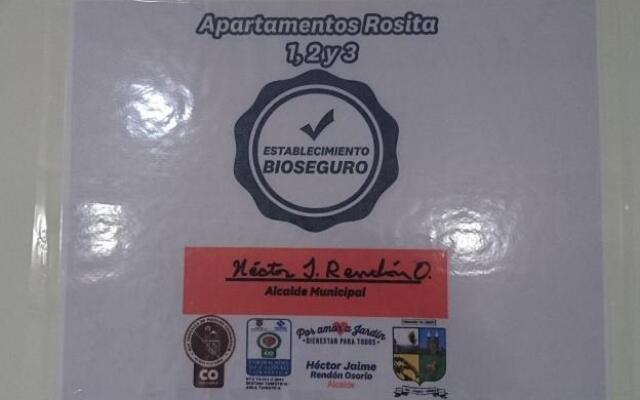 Apartamentos Rosita
1, 2 y 3
ESTABLECIMIENTO
BIOSEGURO
Héctor J. Rendón O.
Alcalde Municipal
Por amor a Jardín
BIENESTAR PARA TODOS
Héctor Jaime
Rendón Osorio
Alcalde
CO
CO